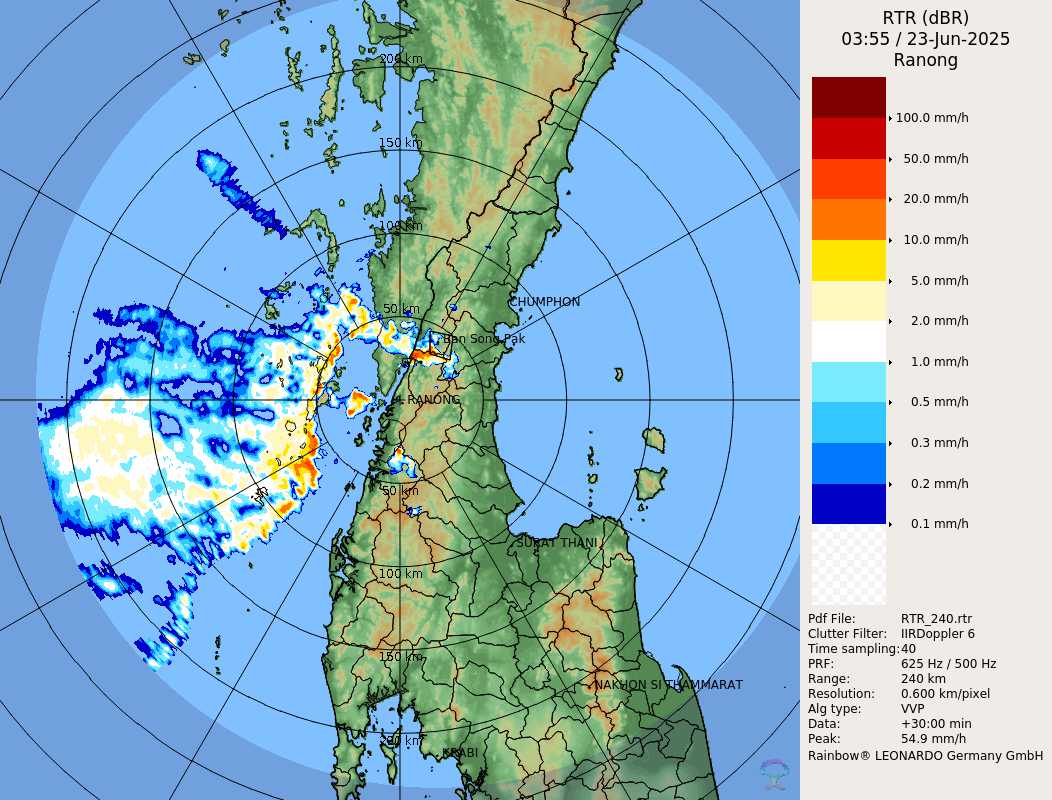 RTR (dBR)
03:55 / 23-Jun-2025
Ranong
100.0 mm/h
50.0 mm/h
20.0 mm/h
10.0 mm/h
5.0 mm/h
2.0 mm/h
1.0 mm/h
0.5 mm/h
0.3 mm/h
0.2 mm/h
0.1 mm/h
Pdf File: RTR_240.rtr
Clutter Filter: IIRDoppler 6
Time sampling:40
PRF: 625 Hz / 500 Hz
Range: 240 km
Resolution: 0.600 km/pixel
Alg type: VVP
Data: +30:00 min
Peak: 54.9 mm/h
Rainbow® LEONARDO Germany GmbH
200 km
150 km
100 km
50 km
CHUMPHON
Ban Song Pak
RANONG
50 km
SURAT THANI
100 km
150 km
NAKHON SI THAMMARAT
200 km
KRABI